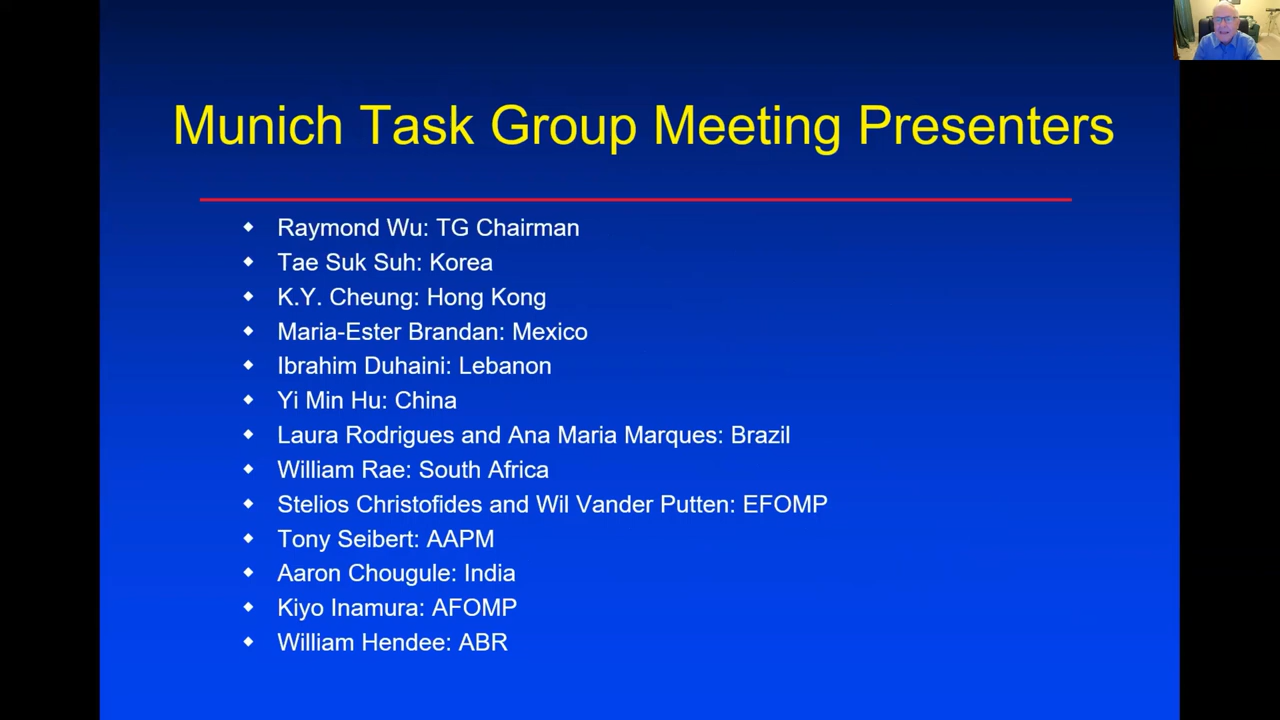 Munich Task Group Meeting Presenters
Raymond Wu: TG Chairman
Tae Suk Suh: Korea
K.Y. Cheung: Hong Kong
Maria-Ester Brandan: Mexico
Ibrahim Duhaini: Lebanon
Yi Min Hu: China
Laura Rodrigues and Ana Maria Marques: Brazil
William Rae: South Africa
Stelios Christofides and Wil Vander Putten: EFOMP
Tony Seibert: AAPM
Aaron Chougule: India
Kiyo Inamura: AFOMP
William Hendee: ABR